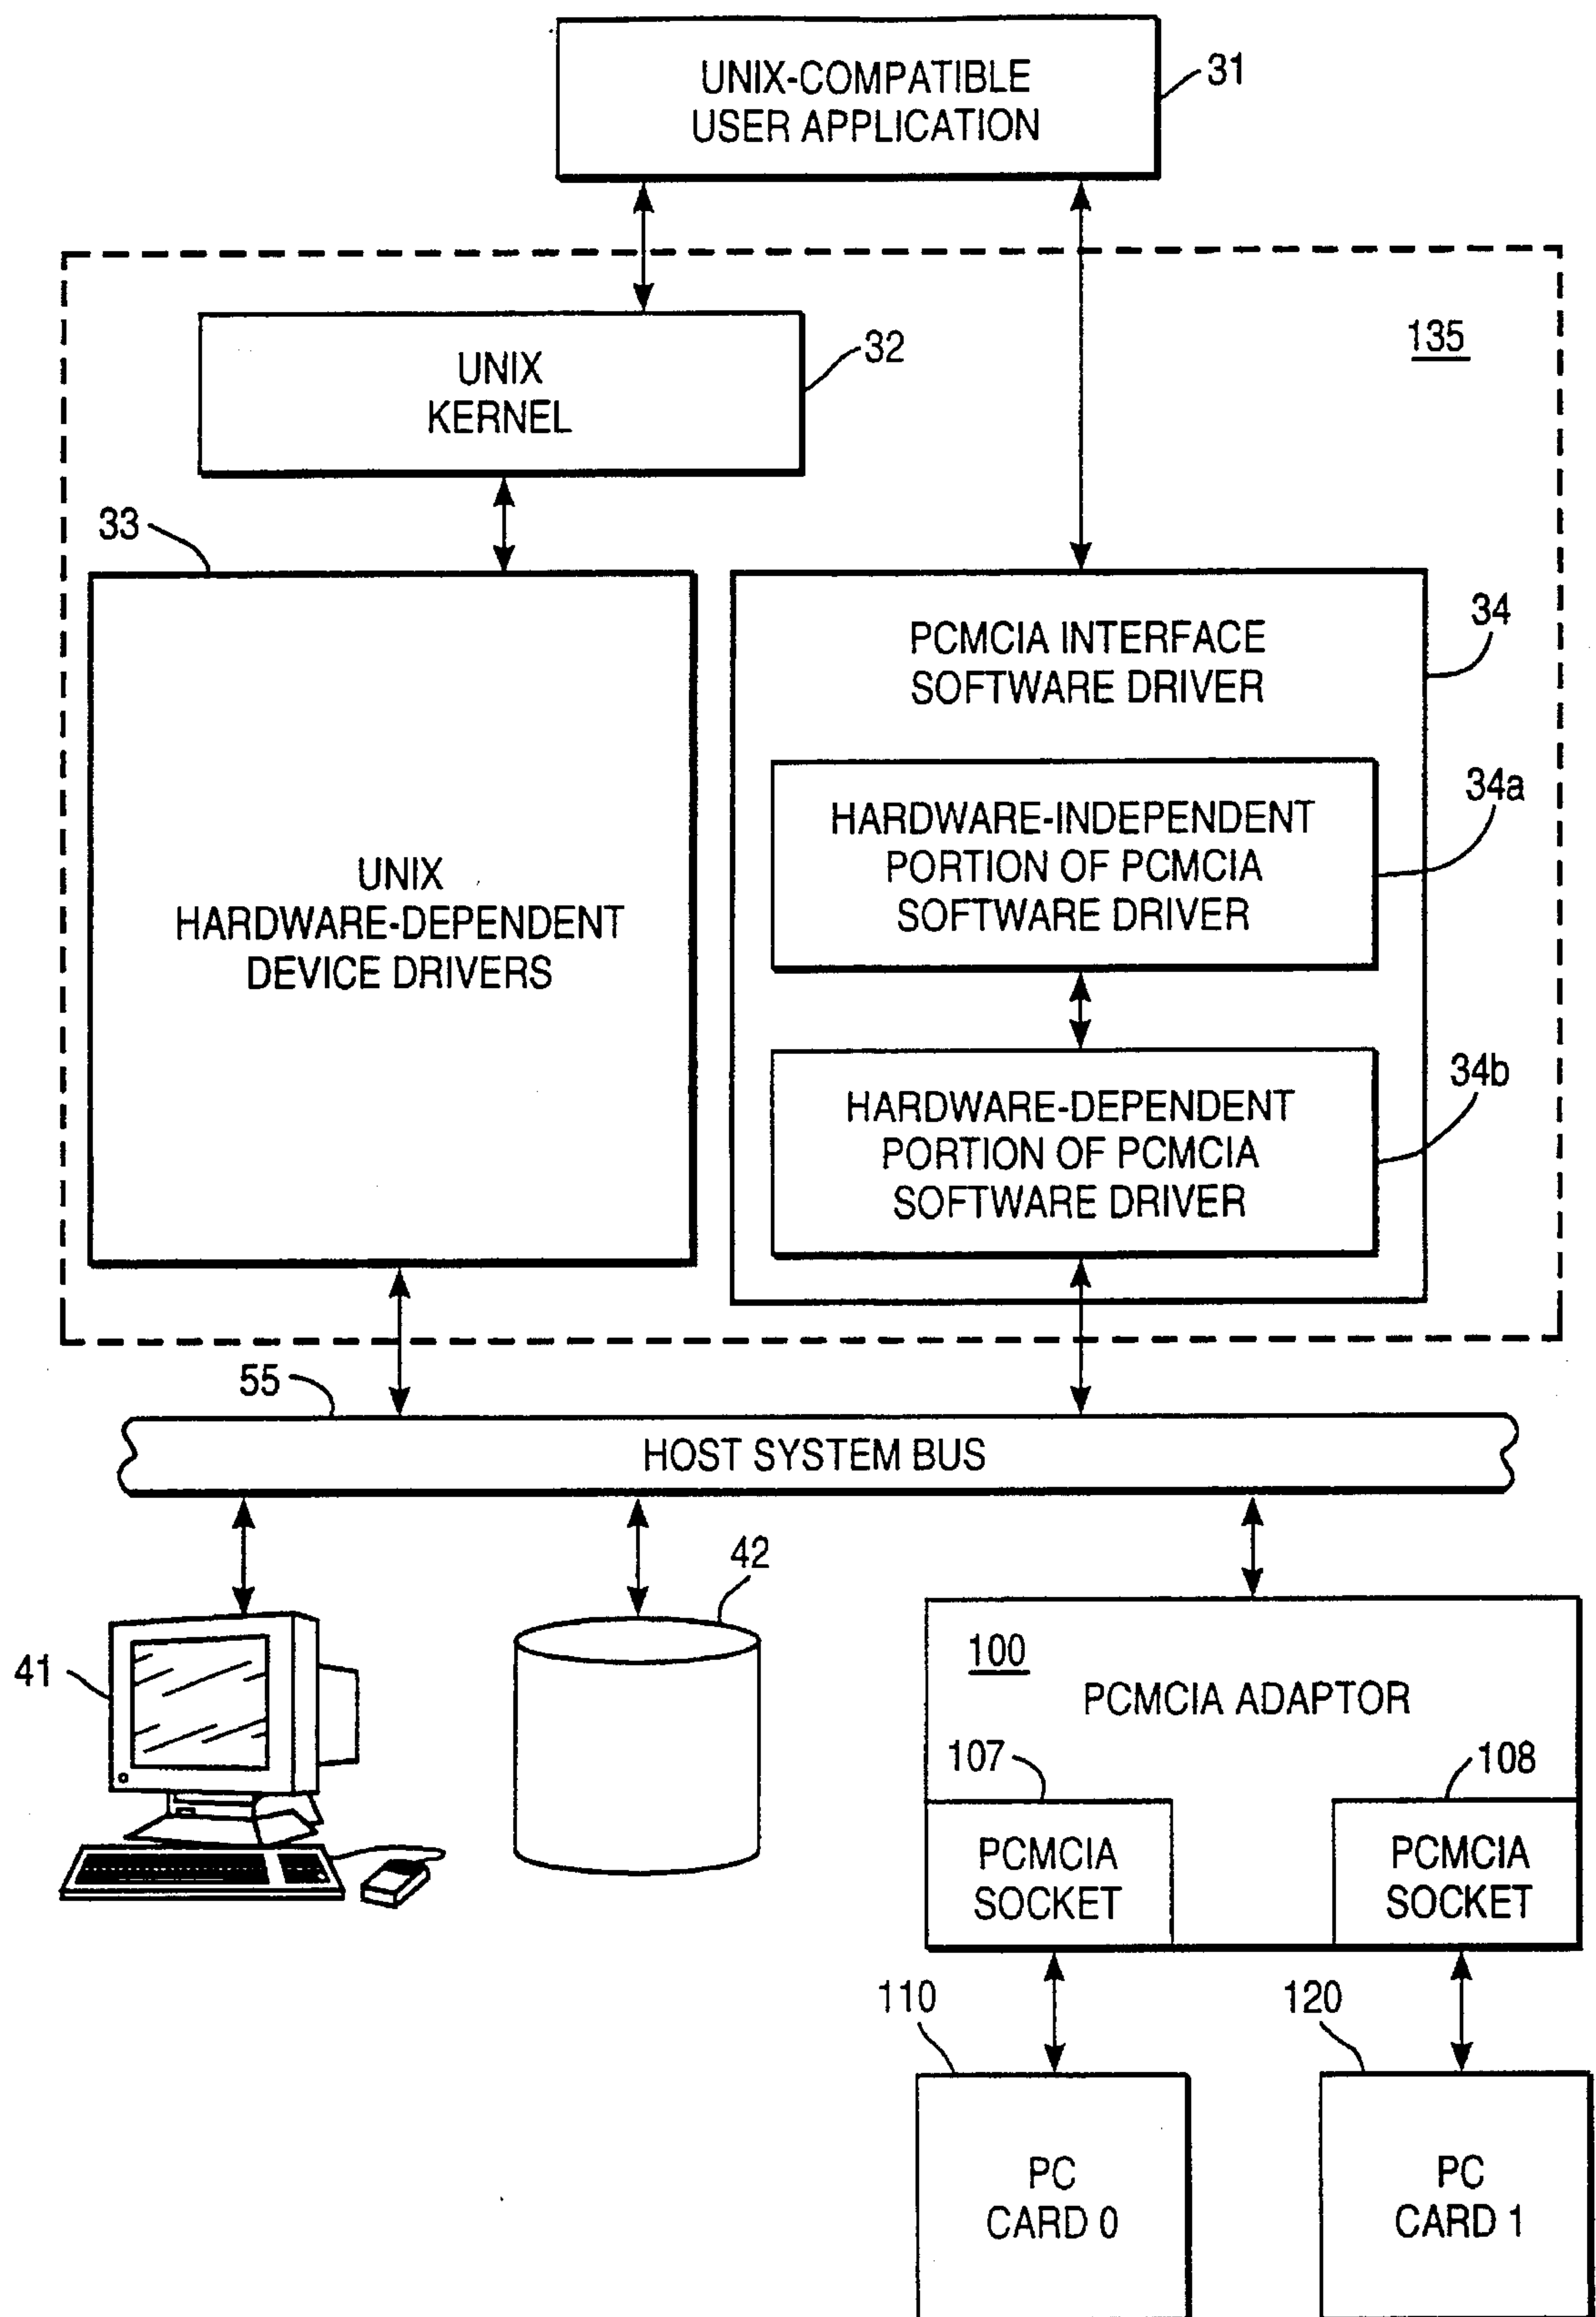 UNIX-COMPATIBLE
USER APPLICATION
31
135
UNIX
KERNEL
32
33
UNIX
HARDWARE-DEPENDENT
DEVICE DRIVERS
PCMCIA INTERFACE
SOFTWARE DRIVER
34
HARDWARE-INDEPENDENT
PORTION OF PCMCIA
SOFTWARE DRIVER
34a
HARDWARE-DEPENDENT
PORTION OF PCMCIA
SOFTWARE DRIVER
34b
55
HOST SYSTEM BUS
41
42
100
PCMCIA ADAPTOR
107
108
PCMCIA
SOCKET
PCMCIA
SOCKET
110
120
PC
CARD 0
PC
CARD 1